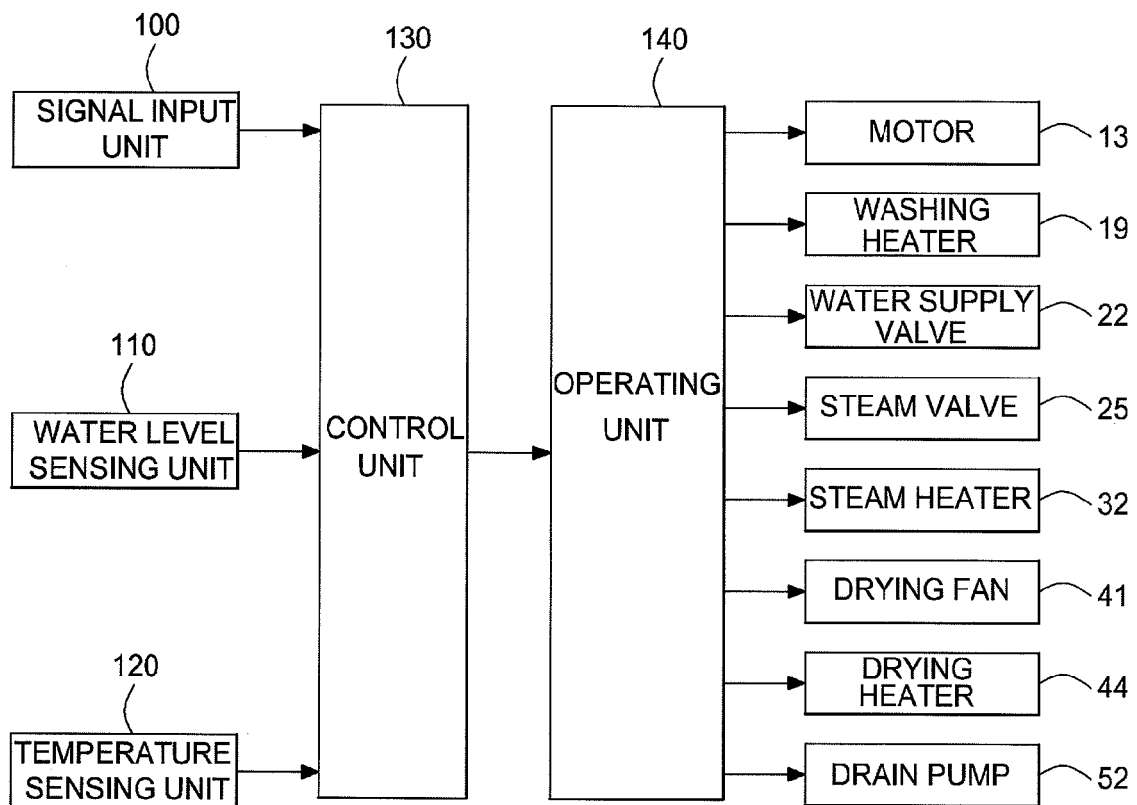 100
SIGNAL INPUT
UNIT
110
WATER LEVEL
SENSING UNIT
120
TEMPERATURE
SENSING UNIT
130
CONTROL
UNIT
140
OPERATING
UNIT
MOTOR
13
WASHING
HEATER
19
WATER SUPPLY
VALVE
22
STEAM VALVE
25
STEAM HEATER
32
DRYING FAN
41
DRYING
HEATER
44
DRAIN PUMP
52